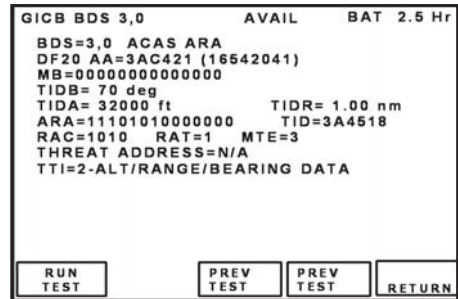 GICB BDS 3,0 AVAIL BAT 2.5 Hr
BDS=3,0 ACAS ARA
DF20 AA=3AC421 (16542041)
MB=00000000000000
TIDB= 70 deg
TIDA= 32000 ft TIDR= 1.00 nm
ARA=11101010000000 TID=3A4518
RAC=1010 RAT=1 MTE=3
THREAT ADDRESS=N/A
TTI=2-ALT/RANGE/BEARING DATA
RUN TEST
PREV TEST
PREV TEST
RETURN